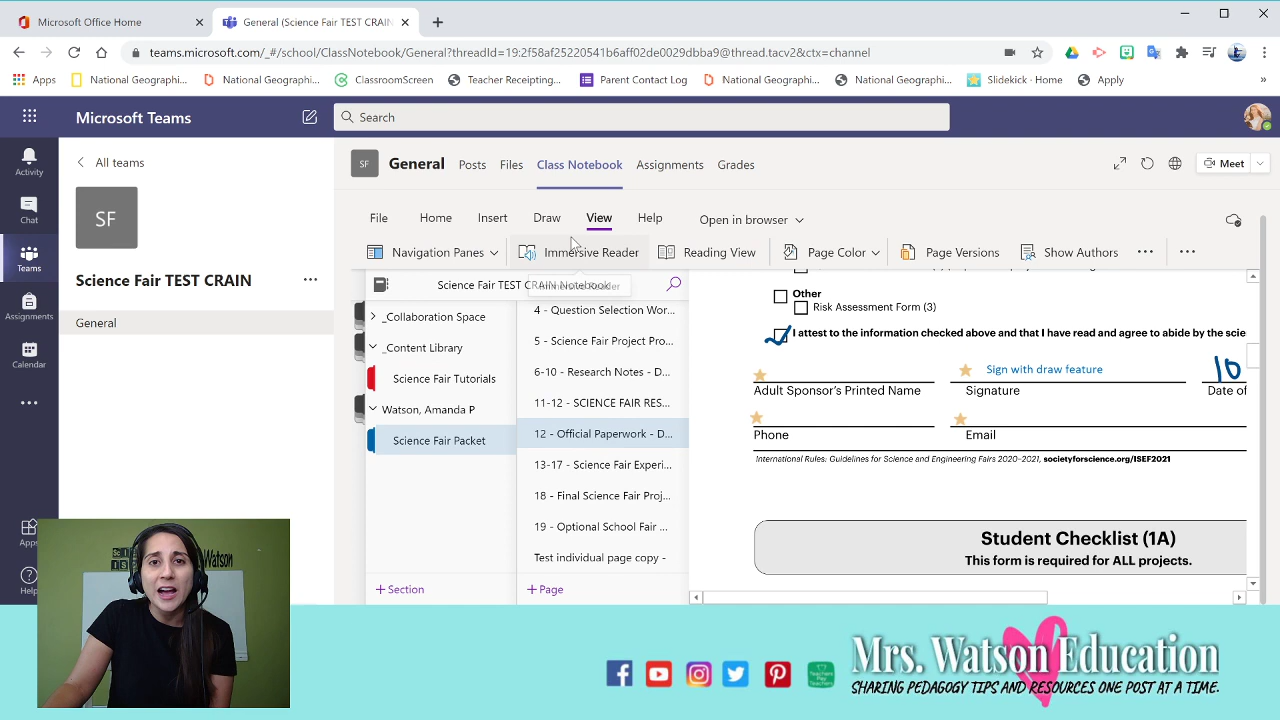 Microsoft Office Home
General (Science Fair TEST CRAIN
teams.microsoft.com/_#/school/ClassNotebook/General?threadId=19:2f58af25220541b6aff02de0029dbba9@thread.tacv2&ctx=channel
Apps
National Geographi...
National Geographi...
ClassroomScreen
Teacher Receipting...
Parent Contact Log
National Geographi...
National Geographi...
Slidekick · Home
Apply
Microsoft Teams
Search
Activity
Chat
Teams
Assignments
Calendar
Apps
Help
All teams
SF
Science Fair TEST CRAIN
General
SF
General Posts Files Class Notebook Assignments Grades
Meet
File Home Insert Draw View Help Open in browser
Navigation Panes Immersive Reader Reading View Page Color Page Versions Show Authors
Science Fair TEST CRAIN Notebook
Immersive Reader
_Collaboration Space
_Content Library
Science Fair Tutorials
Watson, Amanda P
Science Fair Packet
+ Section
4 - Question Selection Wor...
5 - Science Fair Project Pro...
6-10 - Research Notes - D...
11-12 - SCIENCE FAIR RES...
12 - Official Paperwork - D...
13-17 - Science Fair Experi...
18 - Final Science Fair Proj...
19 - Optional School Fair ...
Test individual page copy -
+ Page
Other
Risk Assessment Form (3)
I attest to the information checked above and that I have read and agree to abide by the scie
Sign with draw feature
10
Adult Sponsor's Printed Name
Signature
Date of
Phone
Email
International Rules: Guidelines for Science and Engineering Fairs 2020–2021, societyforscience.org/ISEF2021
Student Checklist (1A)
This form is required for ALL projects.
Watson
Mrs. Watson Education
SHARING PEDAGOGY TIPS AND RESOURCES ONE POST AT A TIME.